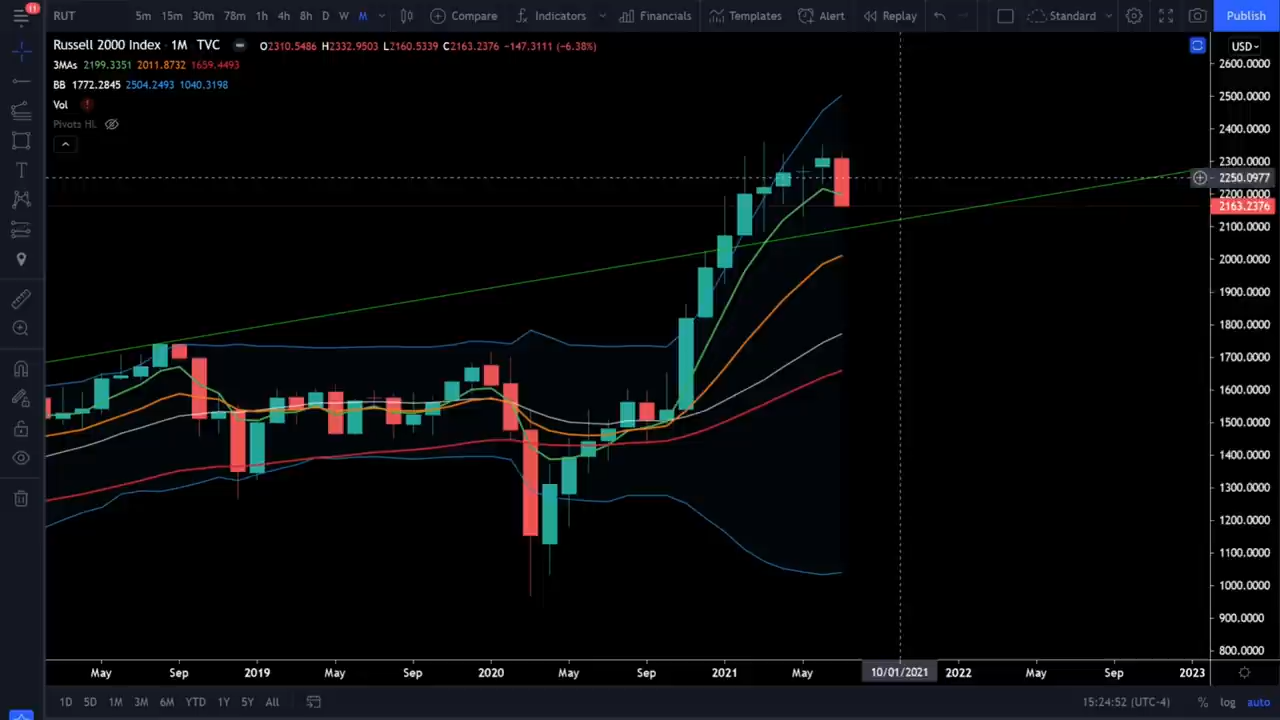 11 RUT 5m 15m 30m 78m 1h 4h 8h D W M Compare Indicators Financials Templates Alert Replay Standard Publish
Russell 2000 Index · 1M TVC O2310.5486 H2332.9503 L2160.5339 C2163.2376 -147.3111 (-6.38%) USD
3MAs 2199.3351 2011.8732 1659.4493
BB 1772.2845 2504.2493 1040.3198
Vol !
Pivots HL
2600.0000
2500.0000
2400.0000
2300.0000
2250.0977
2200.0000
2163.2376
2100.0000
2000.0000
1900.0000
1800.0000
1700.0000
1600.0000
1500.0000
1400.0000
1300.0000
1200.0000
1100.0000
1000.0000
900.0000
800.0000
May Sep 2019 May Sep 2020 May Sep 2021 May 10/01/2021 2022 May Sep 2023
1D 5D 1M 3M 6M YTD 1Y 5Y All 15:24:52 (UTC-4) % log auto